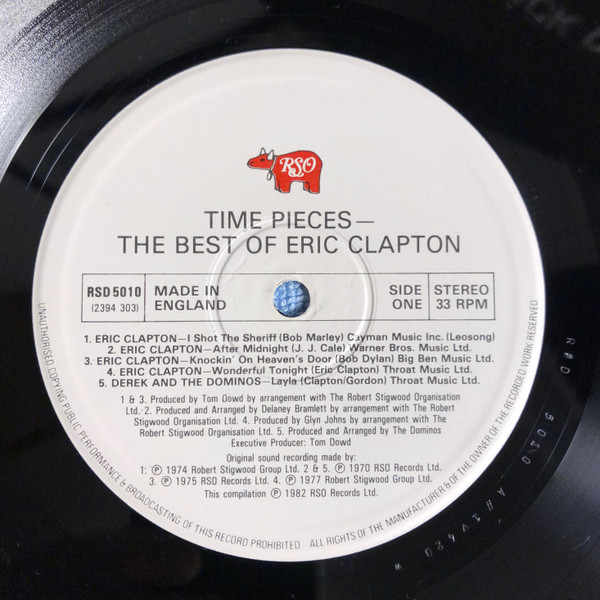 RSO
TIME PIECES—
THE BEST OF ERIC CLAPTON
RSD 5010
(2394 303)
MADE IN
ENGLAND
SIDE
ONE
STEREO
33 RPM
1. ERIC CLAPTON—I Shot The Sheriff (Bob Marley) Cayman Music Inc. (Leosong)
2. ERIC CLAPTON—After Midnight (J. J. Cale) Warner Bros. Music Ltd.
3. ERIC CLAPTON—Knockin' On Heaven's Door (Bob Dylan) Big Ben Music Ltd.
4. ERIC CLAPTON—Wonderful Tonight (Eric Clapton) Throat Music Ltd.
5. DEREK AND THE DOMINOS—Layla (Clapton/Gordon) Throat Music Ltd.
1 & 3. Produced by Tom Dowd by arrangement with The Robert Stigwood Organisation
Ltd. 2. Produced and Arranged by Delaney Bramlett by arrangement with The Robert
Stigwood Organisation Ltd. 4. Produced by Glyn Johns by arrangement with The
Robert Stigwood Organisation Ltd. 5. Produced and Arranged by The Dominos
Executive Producer: Tom Dowd
Original sound recording made by:
1: ℗ 1974 Robert Stigwood Group Ltd. 2 & 5. ℗ 1970 RSO Records Ltd.
3. ℗ 1975 RSO Records Ltd. 4. ℗ 1977 Robert Stigwood Group Ltd.
This compilation ℗ 1982 RSO Records Ltd.
UNAUTHORISED COPYING PUBLIC PERFORMANCE & BROADCASTING OF THIS RECORD PROHIBITED ALL RIGHTS OF THE MANUFACTURER & OF THE OWNER OF THE RECORDED WORK RESERVED